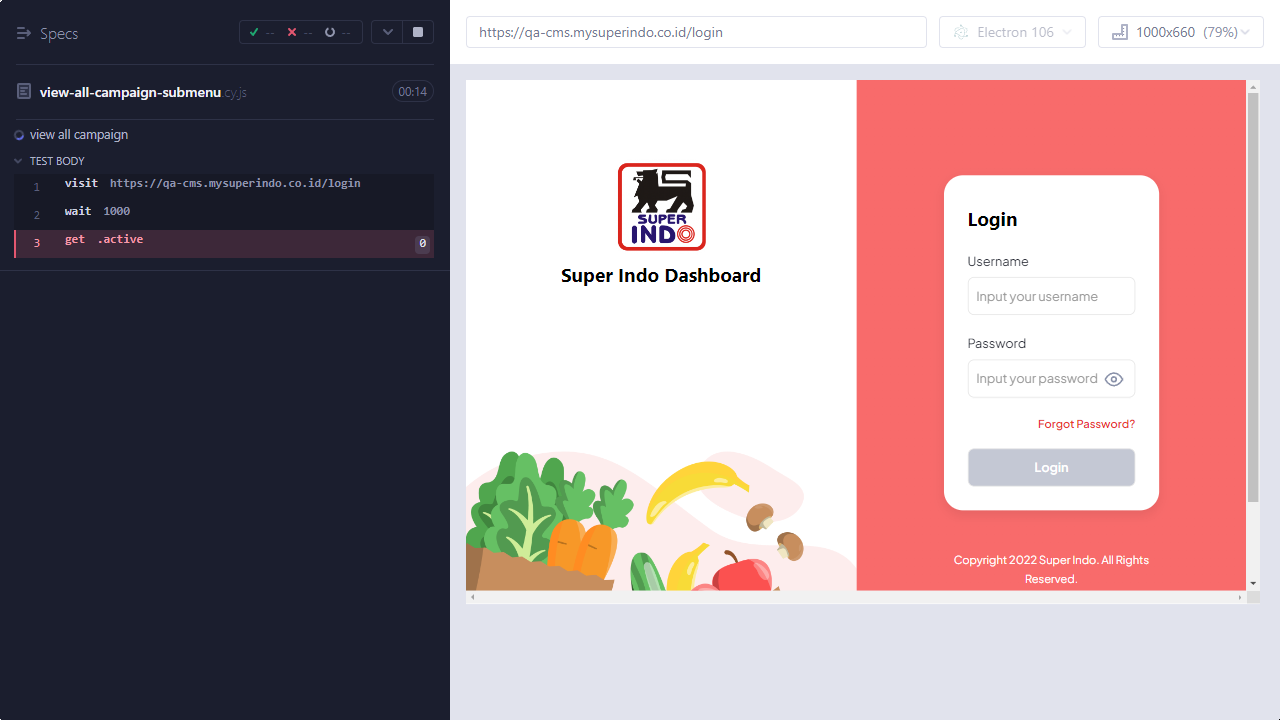 Specs
-- -- --
view-all-campaign-submenu.cy.js
00:14
view all campaign
TEST BODY
1 visit https://qa-cms.mysuperindo.co.id/login
2 wait 1000
3 get .active 0
https://qa-cms.mysuperindo.co.id/login
Electron 106
1000x660 (79%)
SUPER
INDO
Super Indo Dashboard
Login
Username
Input your username
Password
Input your password
Forgot Password?
Login
Copyright 2022 Super Indo. All Rights
Reserved.